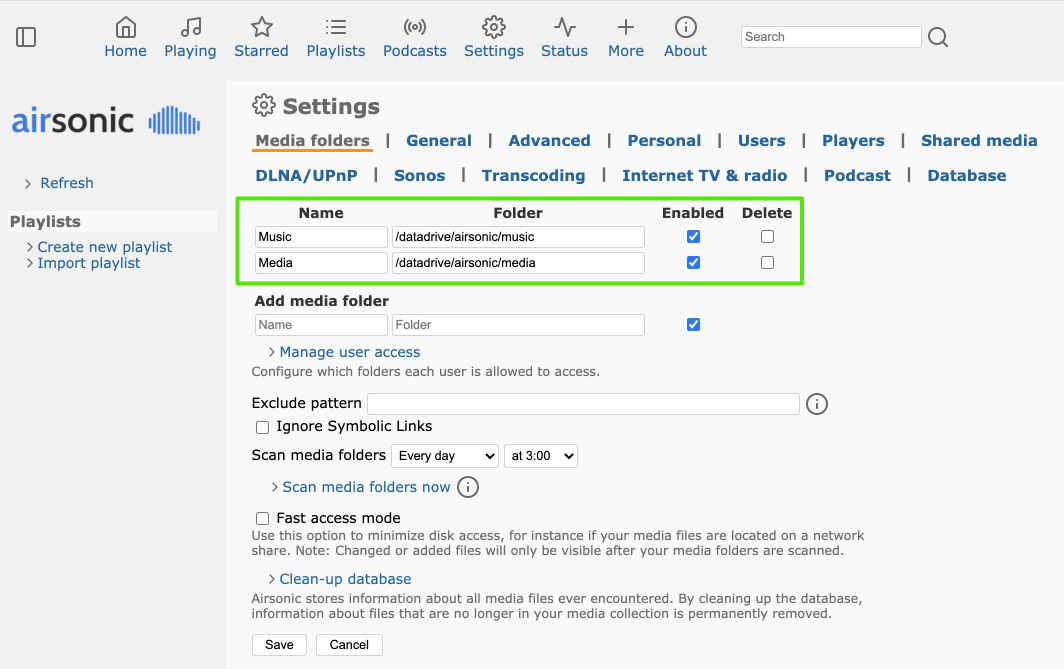 Home Playing Starred Playlists Podcasts Settings Status More About Search
airsonic
Refresh
Playlists
Create new playlist
Import playlist
Settings
Media folders | General | Advanced | Personal | Users | Players | Shared media
DLNA/UPnP | Sonos | Transcoding | Internet TV & radio | Podcast | Database
Name Folder Enabled Delete
Music /datadrive/airsonic/music
Media /datadrive/airsonic/media
Add media folder
Name Folder
Manage user access
Configure which folders each user is allowed to access.
Exclude pattern
Ignore Symbolic Links
Scan media folders Every day at 3:00
Scan media folders now
Fast access mode
Use this option to minimize disk access, for instance if your media files are located on a network
share. Note: Changed or added files will only be visible after your media folders are scanned.
Clean-up database
Airsonic stores information about all media files ever encountered. By cleaning up the database,
information about files that are no longer in your media collection is permanently removed.
Save Cancel